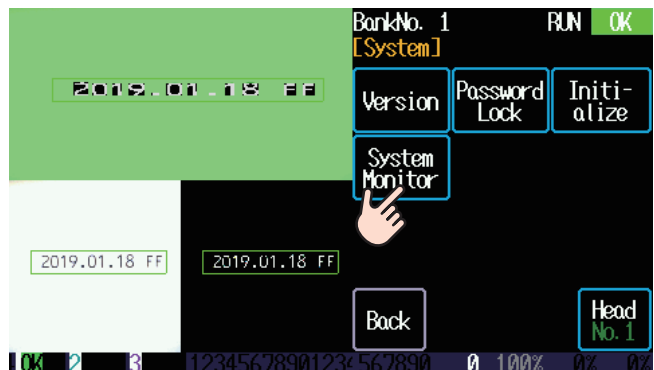 BankNo. 1 RUN OK
[System]
2019.01.18 FF
Version
Password
Lock
Initi-
alize
System
Monitor
2019.01.18 FF
2019.01.18 FF
Back
Head
No. 1
OK 2 3 12345678901234567890 0 100% 0% 0%